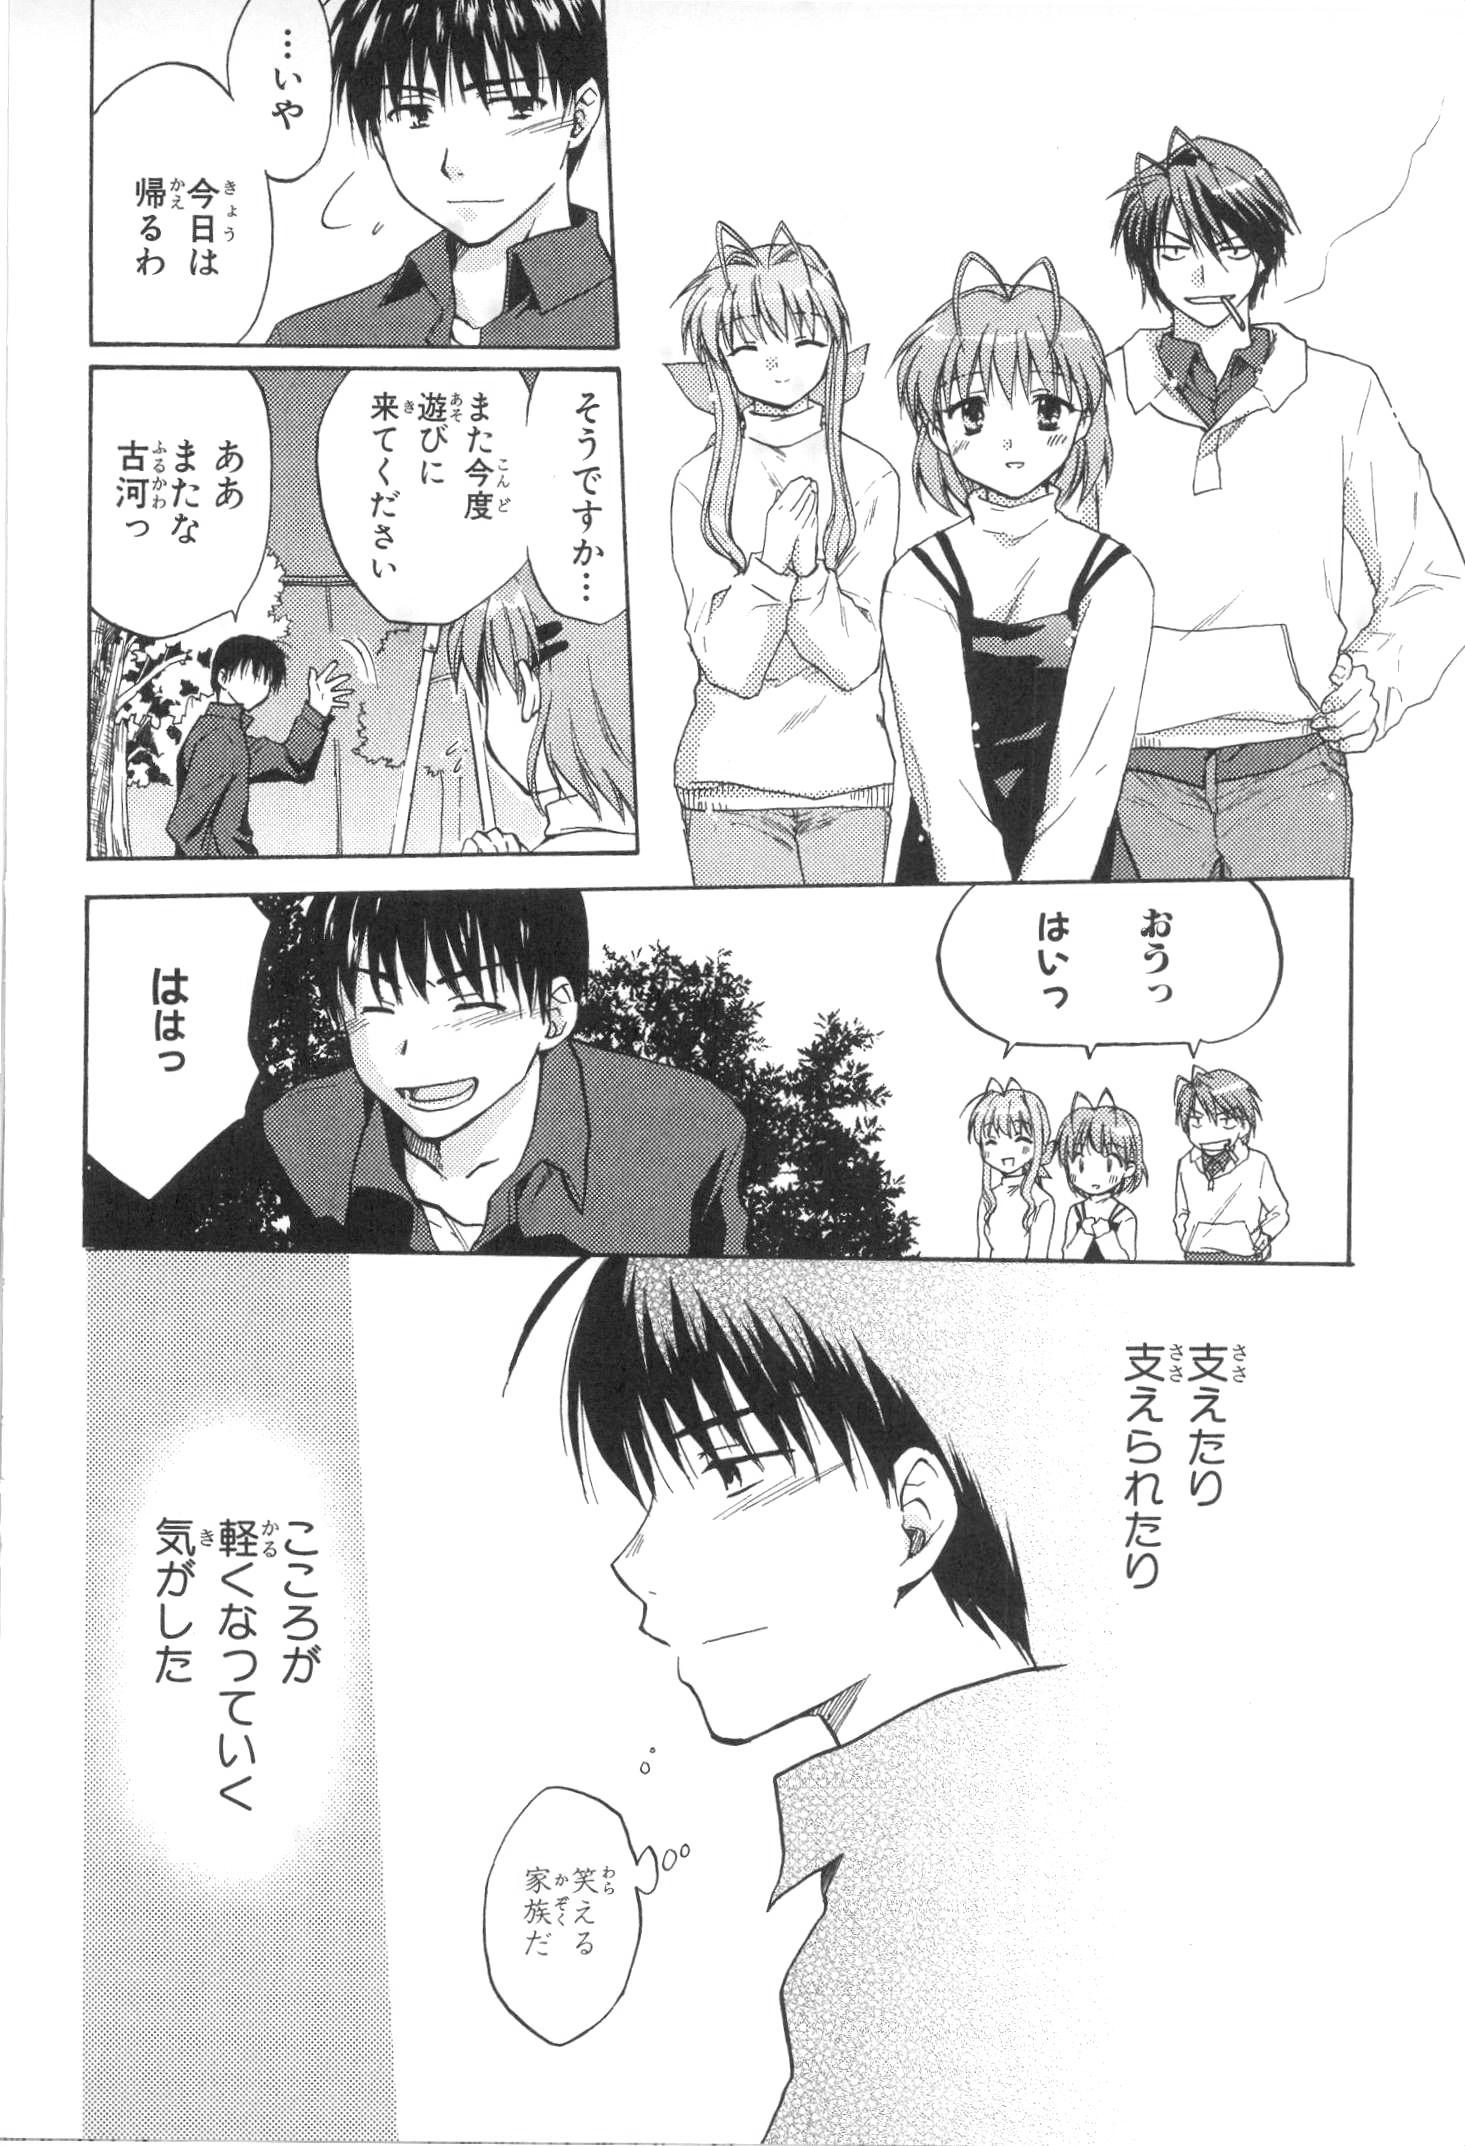 …いや
今日は
帰るわ
そうですか…
また今度
遊びに
来てください
ああ
またな
古河っ
おうっ
はいっ
ははっ
支えたり
支えられたり
笑える
家族だ
こころが
軽くなっていく
気がした